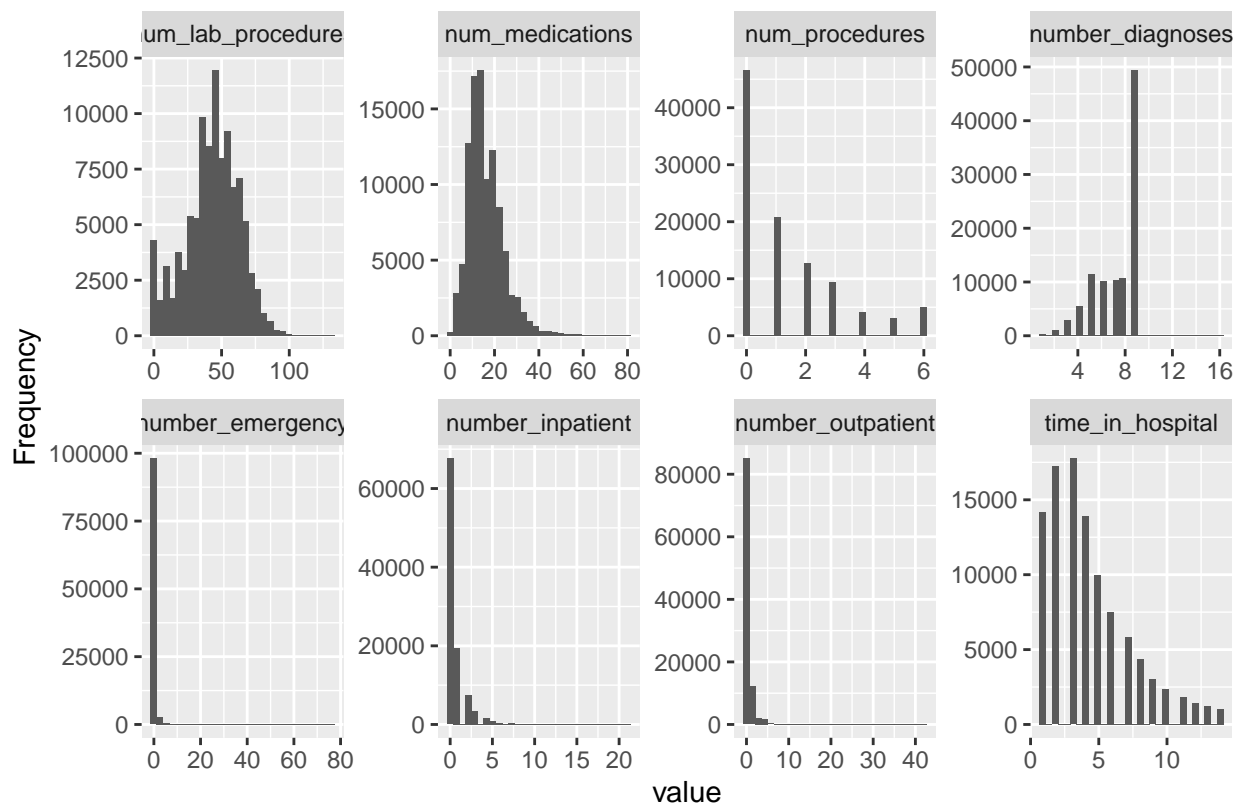 num_lab_procedure
num_medications
num_procedures
number_diagnoses
12500
10000
7500
5000
2500
0
0 50 100
15000
10000
5000
0
0 20 40 60 80
40000
30000
20000
10000
0
0 2 4 6
50000
40000
30000
20000
10000
0
4 8 12 16
Frequency
number_emergency
number_inpatient
number_outpatient
time_in_hospital
100000
75000
50000
25000
0
0 20 40 60 80
60000
40000
20000
0
0 5 10 15 20
80000
60000
40000
20000
0
0 10 20 30 40
15000
10000
5000
0
0 5 10
value